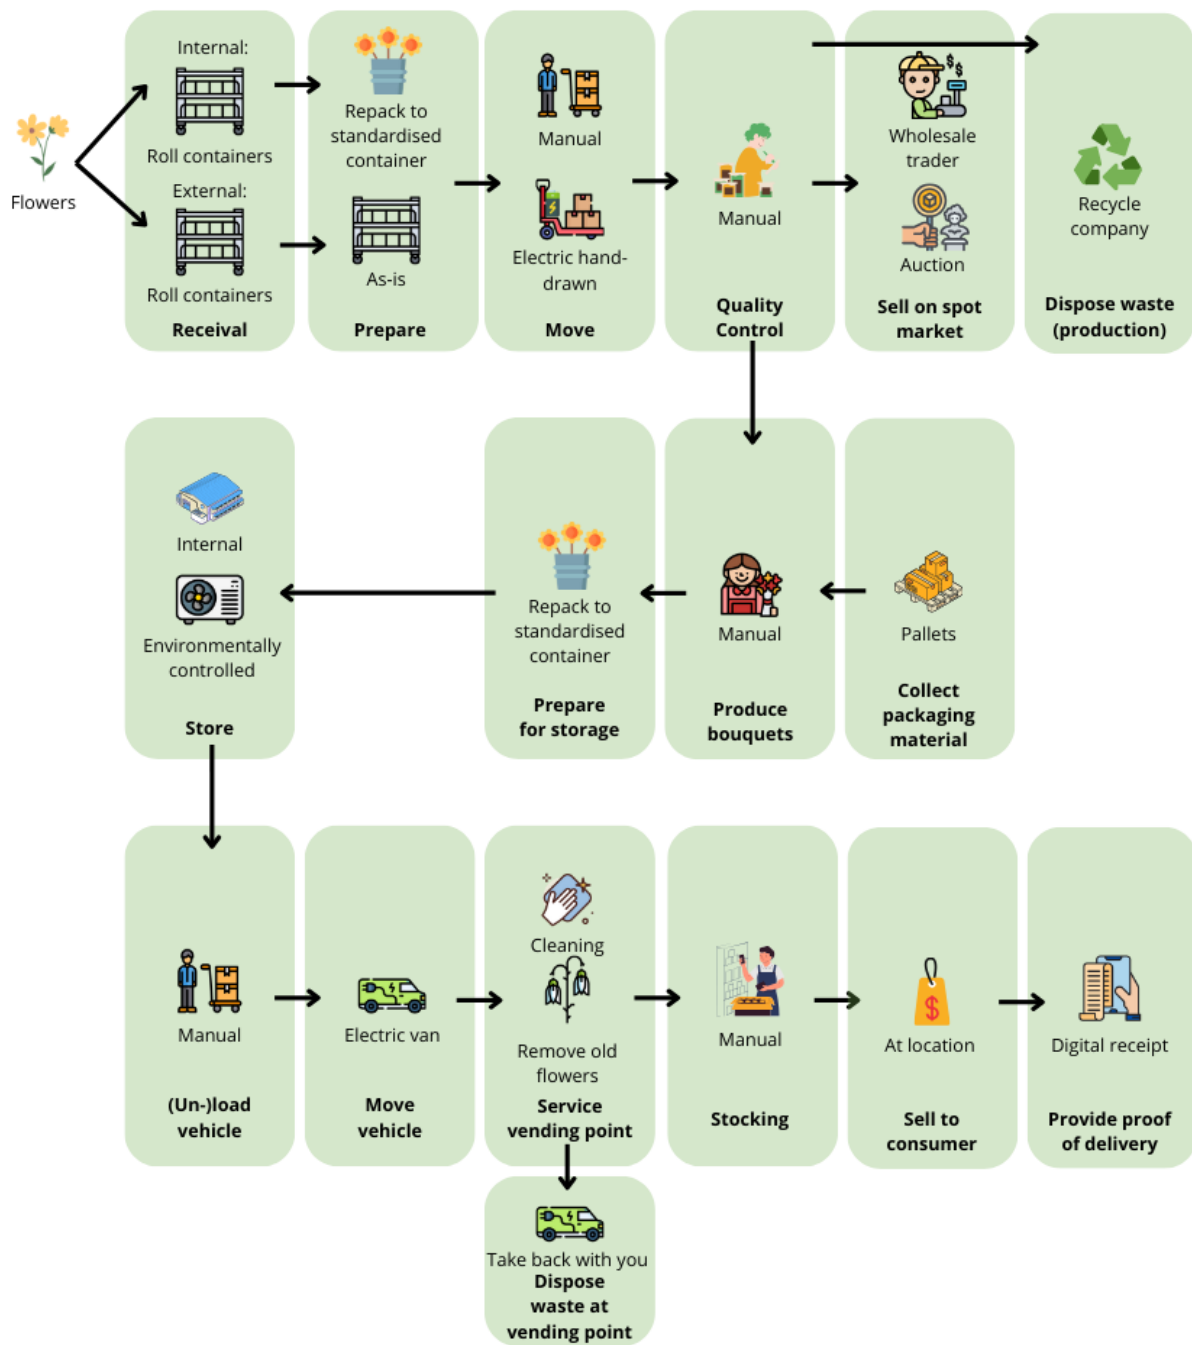 Flowers
Internal:
Roll containers
External:
Roll containers
Receival
Repack to
standardised
container
As-is
Prepare
Manual
Electric hand-
drawn
Move
Manual
Quality
Control
Wholesale
trader
Auction
Sell on spot
market
Recycle
company
Dispose waste
(production)
Internal
Environmentally
controlled
Store
Repack to
standardised
container
Prepare
for storage
Manual
Produce
bouquets
Pallets
Collect
packaging
material
Manual
(Un-)load
vehicle
Electric van
Move
vehicle
Cleaning
Remove old
flowers
Service
vending point
Manual
Stocking
At location
Sell to
consumer
Digital receipt
Provide proof
of delivery
Take back with you
Dispose
waste at
vending point